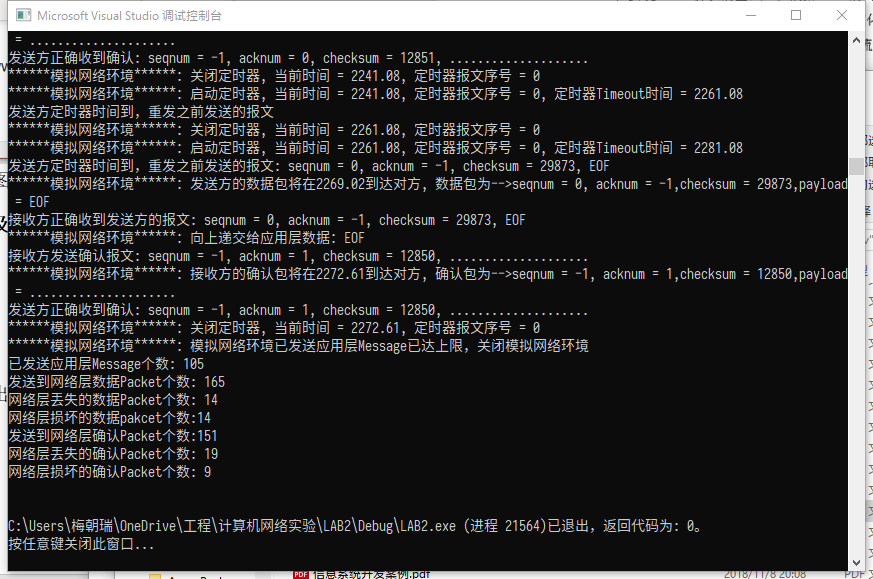 Microsoft Visual Studio 调试控制台
= .....................
发送方正确收到确认: seqnum = -1, acknum = 0, checksum = 12851, ....................
******模拟网络环境******: 关闭定时器, 当前时间 = 2241.08, 定时器报文序号 = 0
******模拟网络环境******: 启动定时器, 当前时间 = 2241.08, 定时器报文序号 = 0, 定时器Timeout时间 = 2261.08
发送方定时器时间到, 重发之前发送的报文
******模拟网络环境******: 关闭定时器, 当前时间 = 2261.08, 定时器报文序号 = 0
******模拟网络环境******: 启动定时器, 当前时间 = 2261.08, 定时器报文序号 = 0, 定时器Timeout时间 = 2281.08
发送方定时器时间到, 重发之前发送的报文: seqnum = 0, acknum = -1, checksum = 29873, EOF
******模拟网络环境******: 发送方的数据包将在2269.02到达对方, 数据包为-->seqnum = 0, acknum = -1,checksum = 29873,payload
= EOF
接收方正确收到发送方的报文: seqnum = 0, acknum = -1, checksum = 29873, EOF
******模拟网络环境******: 向上递交给应用层数据: EOF
接收方发送确认报文: seqnum = -1, acknum = 1, checksum = 12850, ....................
******模拟网络环境******: 接收方的确认包将在2272.61到达对方, 确认包为-->seqnum = -1, acknum = 1,checksum = 12850,payload
= .....................
发送方正确收到确认: seqnum = -1, acknum = 1, checksum = 12850, ....................
******模拟网络环境******: 关闭定时器, 当前时间 = 2272.61, 定时器报文序号 = 0
******模拟网络环境******: 模拟网络环境已发送应用层Message已达上限, 关闭模拟网络环境
已发送应用层Message个数: 105
发送到网络层数据Packet个数: 165
网络层丢失的数据Packet个数: 14
网络层损坏的数据pakcet个数:14
发送到网络层确认Packet个数:151
网络层丢失的确认Packet个数: 19
网络层损坏的确认Packet个数: 9
C:\Users\梅朝瑞\OneDrive\工程\计算机网络实验\LAB2\Debug\LAB2.exe (进程 21564)已退出，返回代码为: 0。
按任意键关闭此窗口...
PDF 信息系统开发案例.pdf 2018/11/8 20:08 PDF